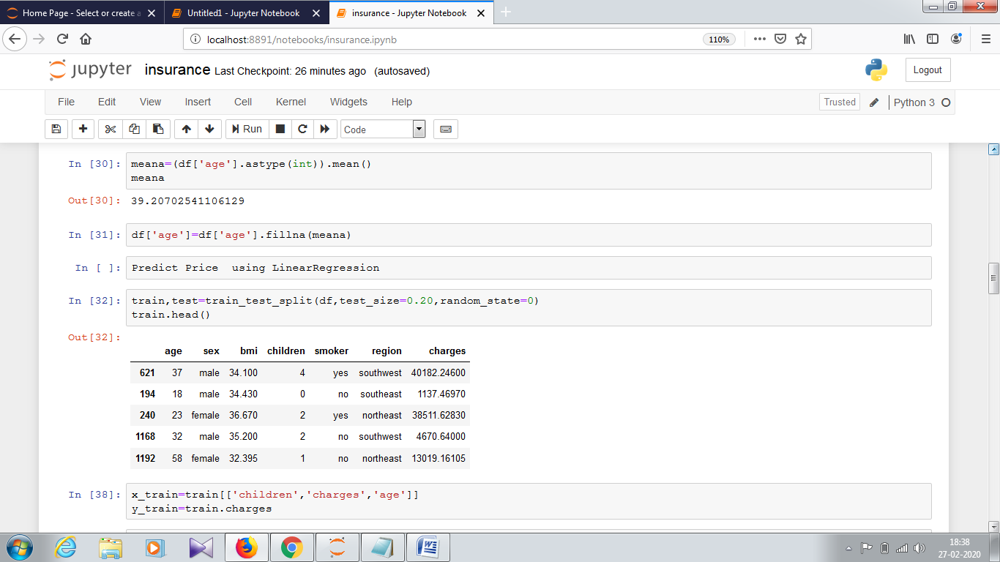 Home Page - Select or create a
Untitled1 - Jupyter Notebook
insurance - Jupyter Notebook
localhost:8891/notebooks/insurance.ipynb
110%
jupyter insurance Last Checkpoint: 26 minutes ago (autosaved)
Logout
File Edit View Insert Cell Kernel Widgets Help
Trusted
Python 3
Run
Code
In [30]: meana=(df['age'].astype(int)).mean()
meana
Out[30]: 39.20702541106129
In [31]: df['age']=df['age'].fillna(meana)
In [ ]: Predict Price  using LinearRegression
In [32]: train,test=train_test_split(df,test_size=0.20,random_state=0)
train.head()
Out[32]:
age sex bmi children smoker region charges
621 37 male 34.100 4 yes southwest 40182.24600
194 18 male 34.430 0 no southeast 1137.46970
240 23 female 36.670 2 yes northeast 38511.62830
1168 32 male 35.200 2 no southwest 4670.64000
1192 58 female 32.395 1 no northeast 13019.16105
In [38]: x_train=train[['children','charges','age']]
y_train=train.charges
18:38
27-02-2020